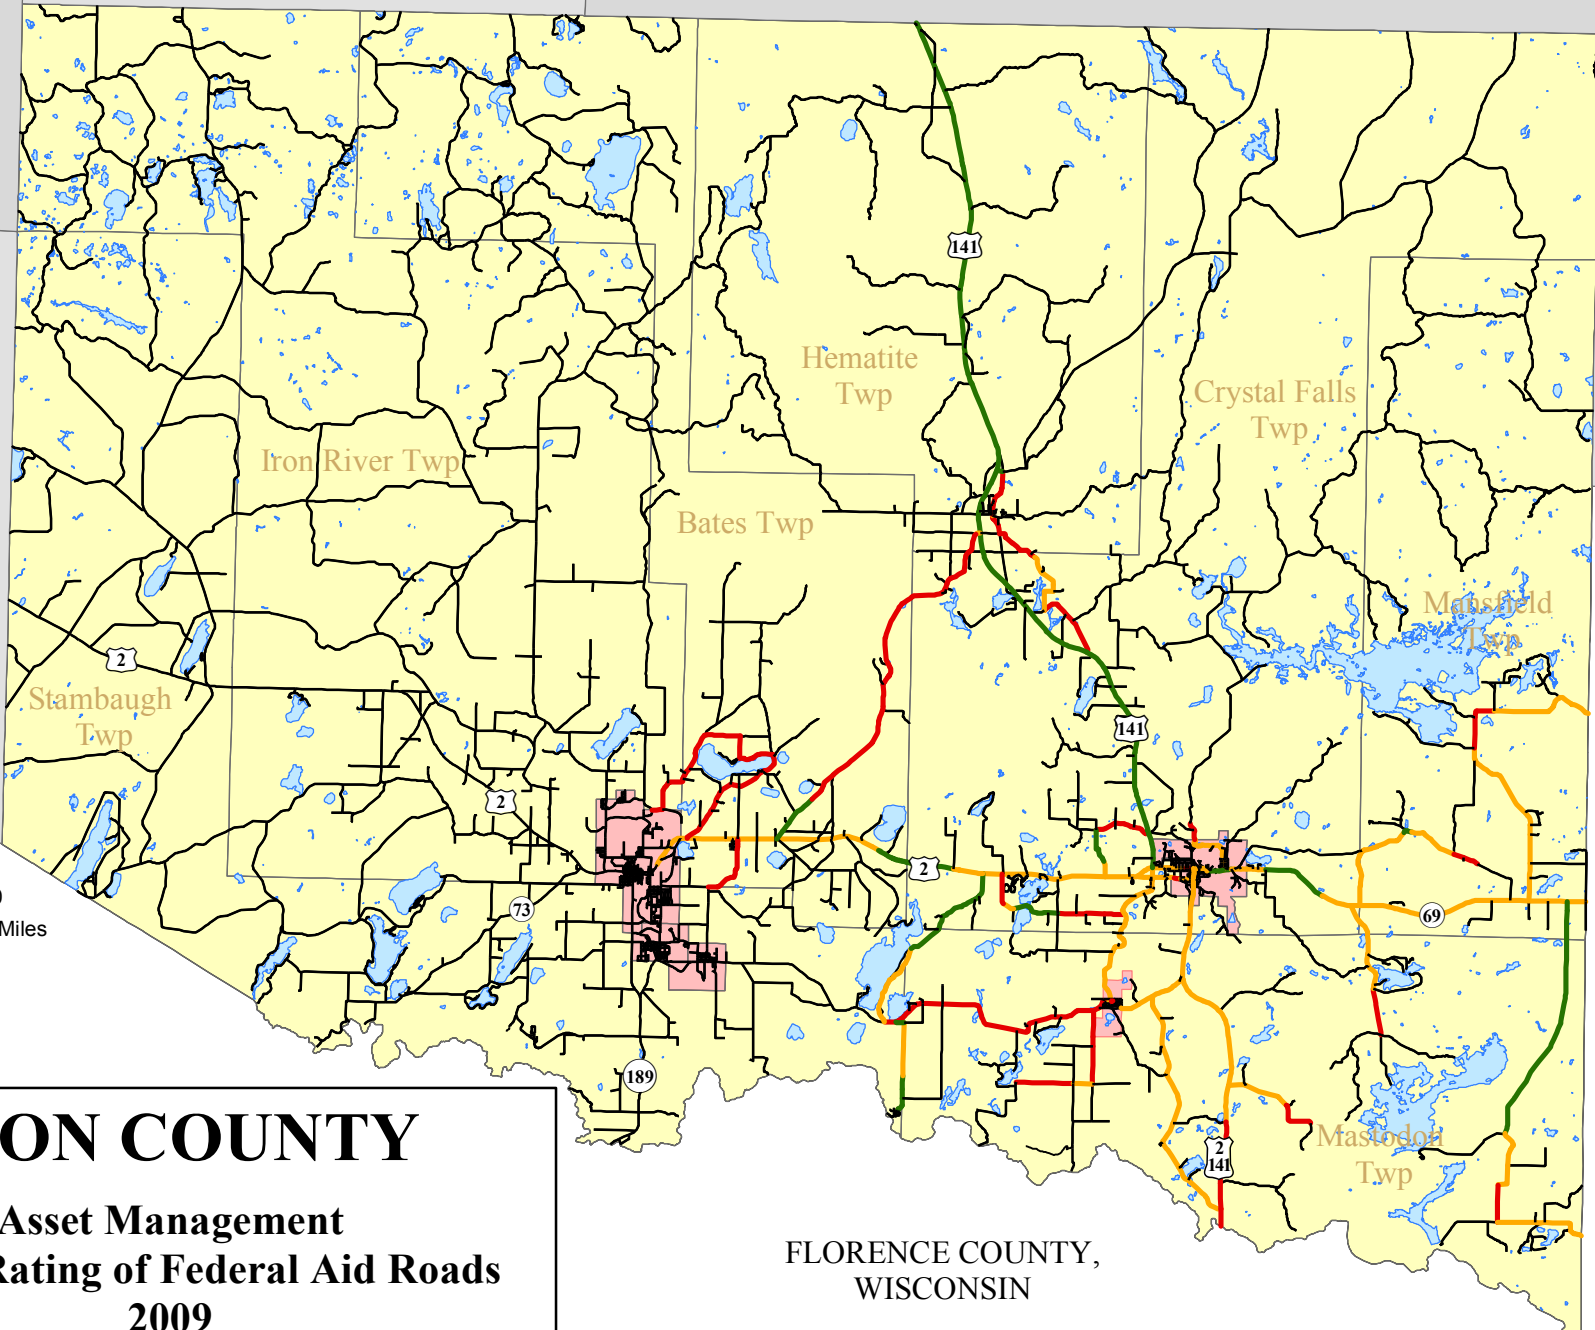 141
Hematite
Twp
Crystal Falls
Twp
Iron River Twp
Bates Twp
Mansfield
Twp
2
Stambaugh
Twp
141
2
2
73
69
Miles
189
2
141
Mastodon
Twp
ON COUNTY
Asset Management
Rating of Federal Aid Roads
2009
FLORENCE COUNTY,
WISCONSIN